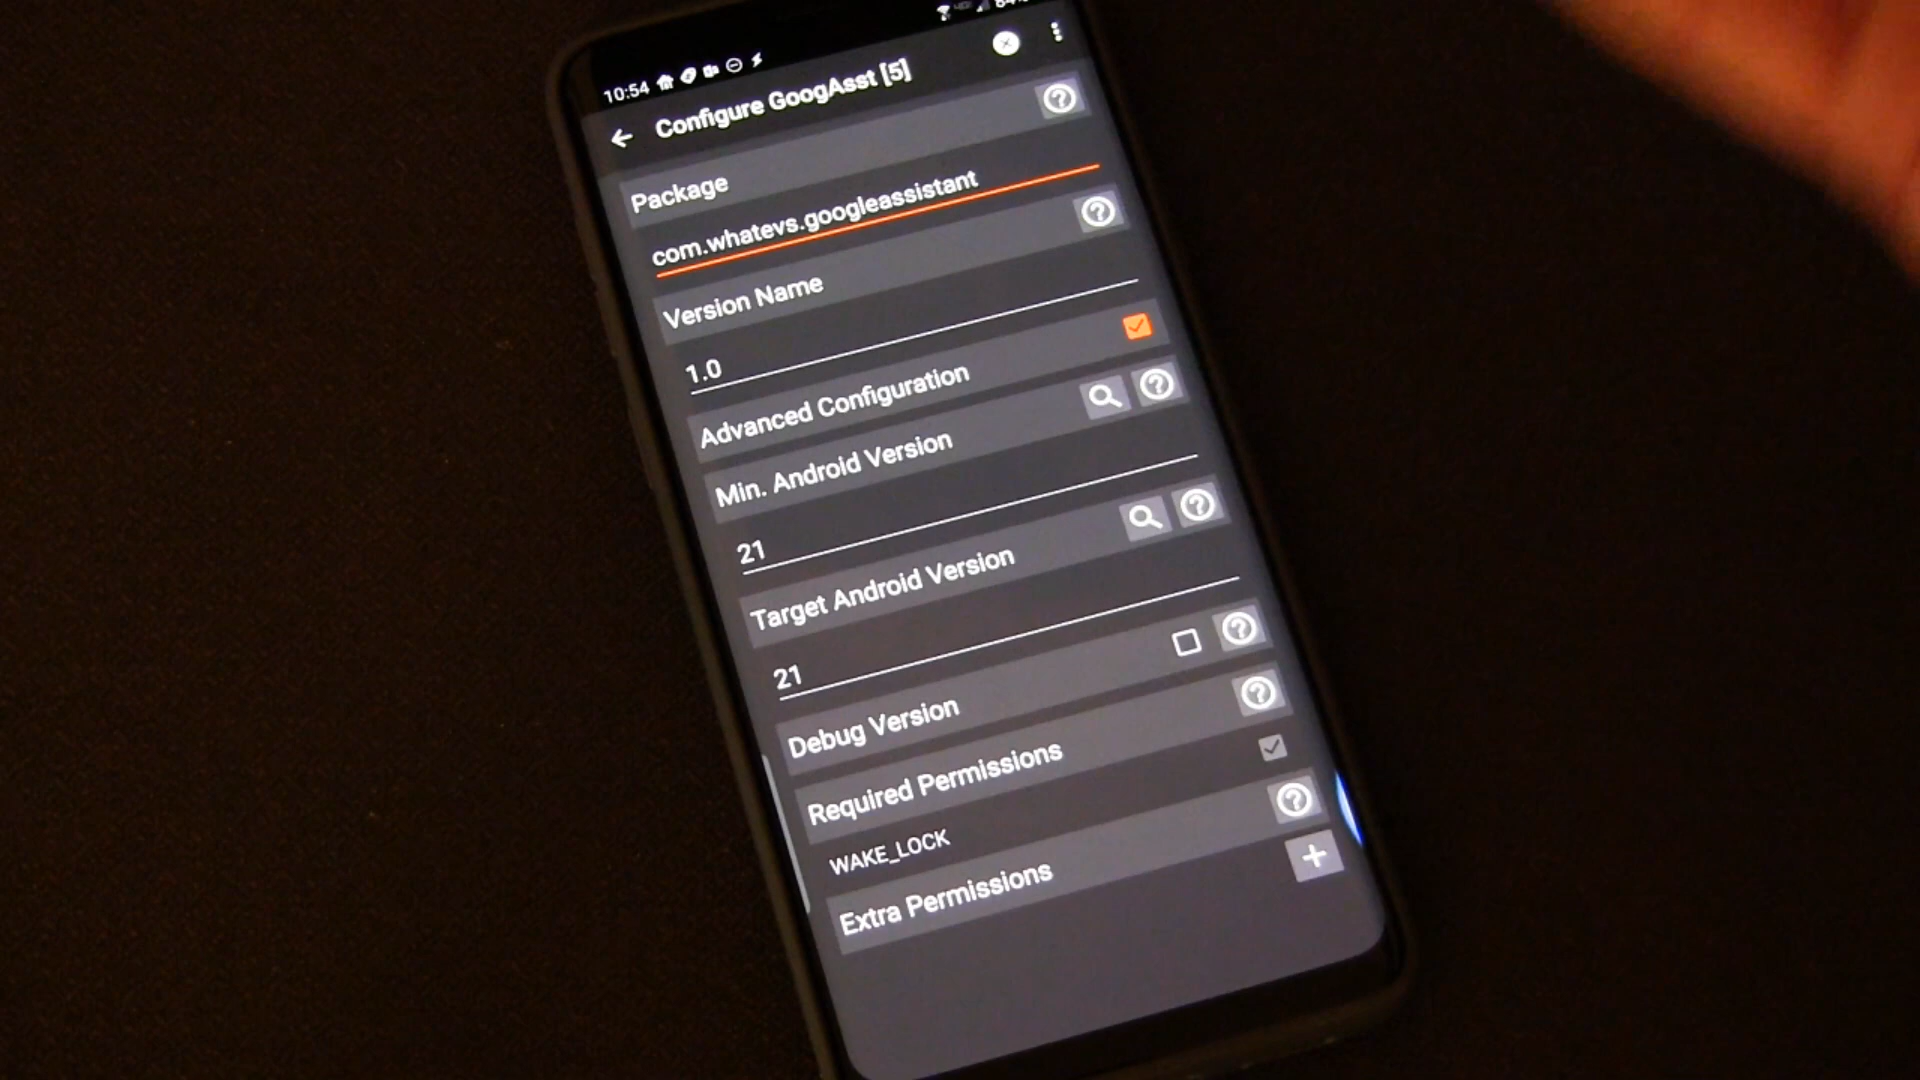 10:54
Configure GoogAsst [5]
Package
com.whatevs.googleassistant
Version Name
1.0
Advanced Configuration
Min. Android Version
21
Target Android Version
21
Debug Version
Required Permissions
WAKE_LOCK
Extra Permissions